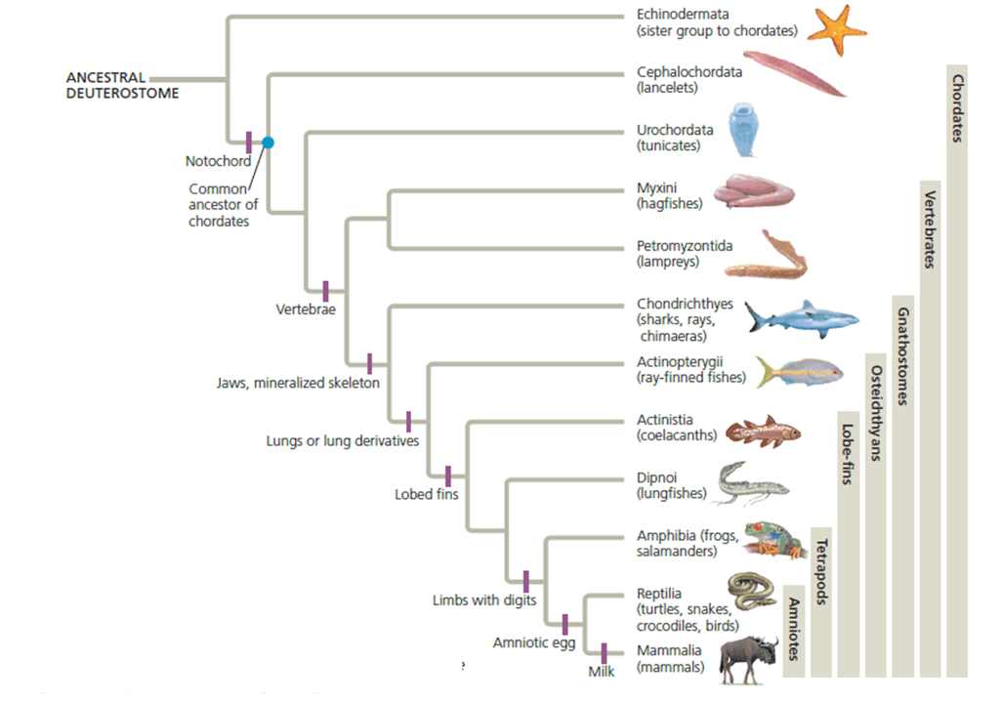 Echinodermata
(sister group to chordates)
ANCESTRAL
DEUTEROSTOME
Cephalochordata
(lancelets)
Notochord
Common
ancestor of
chordates
Urochordata
(tunicates)
Myxini
(hagfishes)
Petromyzontida
(lampreys)
Vertebrae
Chondrichthyes
(sharks, rays,
chimaeras)
Jaws, mineralized skeleton
Actinopterygii
(ray-finned fishes)
Lungs or lung derivatives
Actinistia
(coelacanths)
Lobed fins
Dipnoi
(lungfishes)
Amphibia (frogs,
salamanders)
Limbs with digits
Reptilia
(turtles, snakes,
crocodiles, birds)
Amniotic egg
Mammalia
(mammals)
Milk
Chordates
Vertebrates
Gnathostomes
Osteichthyans
Lobe-fins
Tetrapods
Amniotes